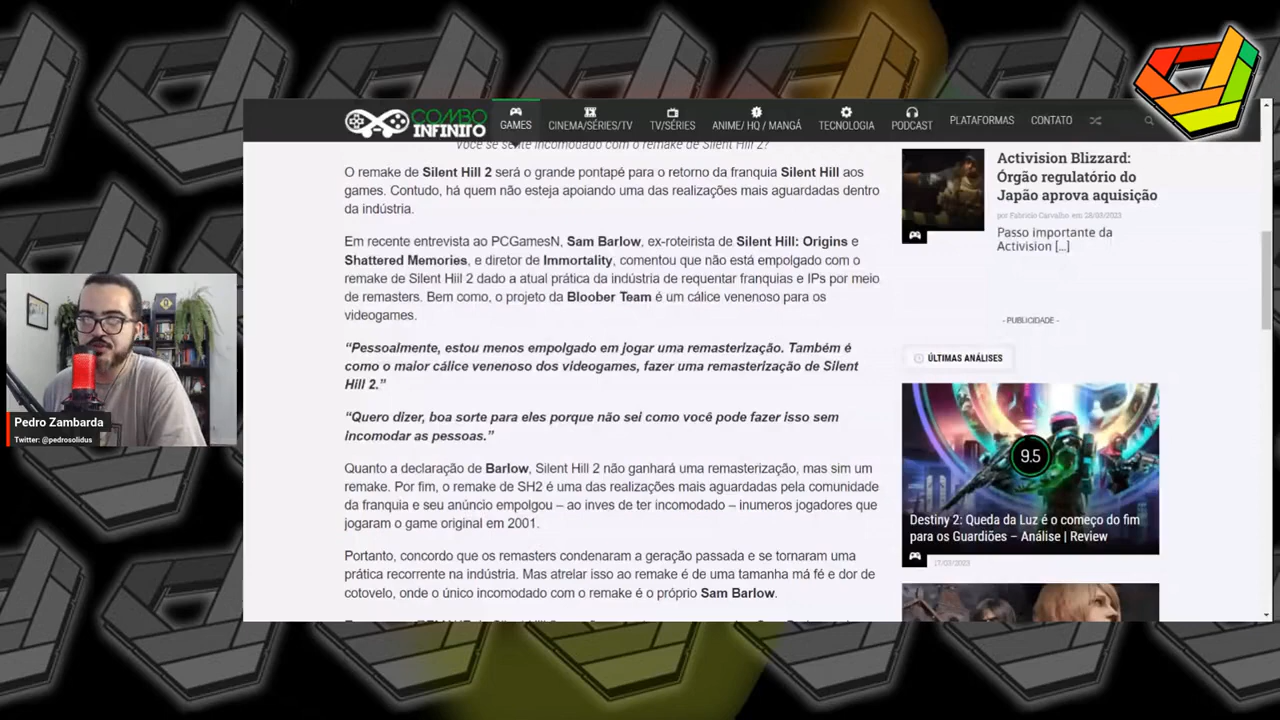 COMBO
INFINITO
GAMES
CINEMA/SÉRIES/TV
TV/SÉRIES
ANIME/ HQ / MANGÁ
TECNOLOGIA
PODCAST
PLATAFORMAS
CONTATO
Você se sente incomodado com o remake de Silent Hill 2?
O remake de Silent Hill 2 será o grande pontapé para o retorno da franquia Silent Hill aos
games. Contudo, há quem não esteja apoiando uma das realizações mais aguardadas dentro
da indústria.
Em recente entrevista ao PCGamesN, Sam Barlow, ex-roteirista de Silent Hill: Origins e
Shattered Memories, e diretor de Immortality, comentou que não está empolgado com o
remake de Silent Hiil 2 dado a atual prática da indústria de requentar franquias e IPs por meio
de remasters. Bem como, o projeto da Bloober Team é um cálice venenoso para os
videogames.
“Pessoalmente, estou menos empolgado em jogar uma remasterização. Também é
como o maior cálice venenoso dos videogames, fazer uma remasterização de Silent
Hill 2.”
“Quero dizer, boa sorte para eles porque não sei como você pode fazer isso sem
incomodar as pessoas.”
Quanto a declaração de Barlow, Silent Hill 2 não ganhará uma remasterização, mas sim um
remake. Por fim, o remake de SH2 é uma das realizações mais aguardadas pela comunidade
da franquia e seu anúncio empolgou – ao inves de ter incomodado – inumeros jogadores que
jogaram o game original em 2001.
Portanto, concordo que os remasters condenaram a geração passada e se tornaram uma
prática recorrente na indústria. Mas atrelar isso ao remake é de uma tamanha má fé e dor de
cotovelo, onde o único incomodado com o remake é o próprio Sam Barlow.
Activision Blizzard:
Órgão regulatório do
Japão aprova aquisição
por Fabricio Carvalho, em 28/03/2023
Passo importante da
Activision [...]
- PUBLICIDADE -
ÚLTIMAS ANÁLISES
9.5
Destiny 2: Queda da Luz é o começo do fim
para os Guardiões – Análise | Review
17/03/2023
Pedro Zambarda
Twitter: @pedrosolidus